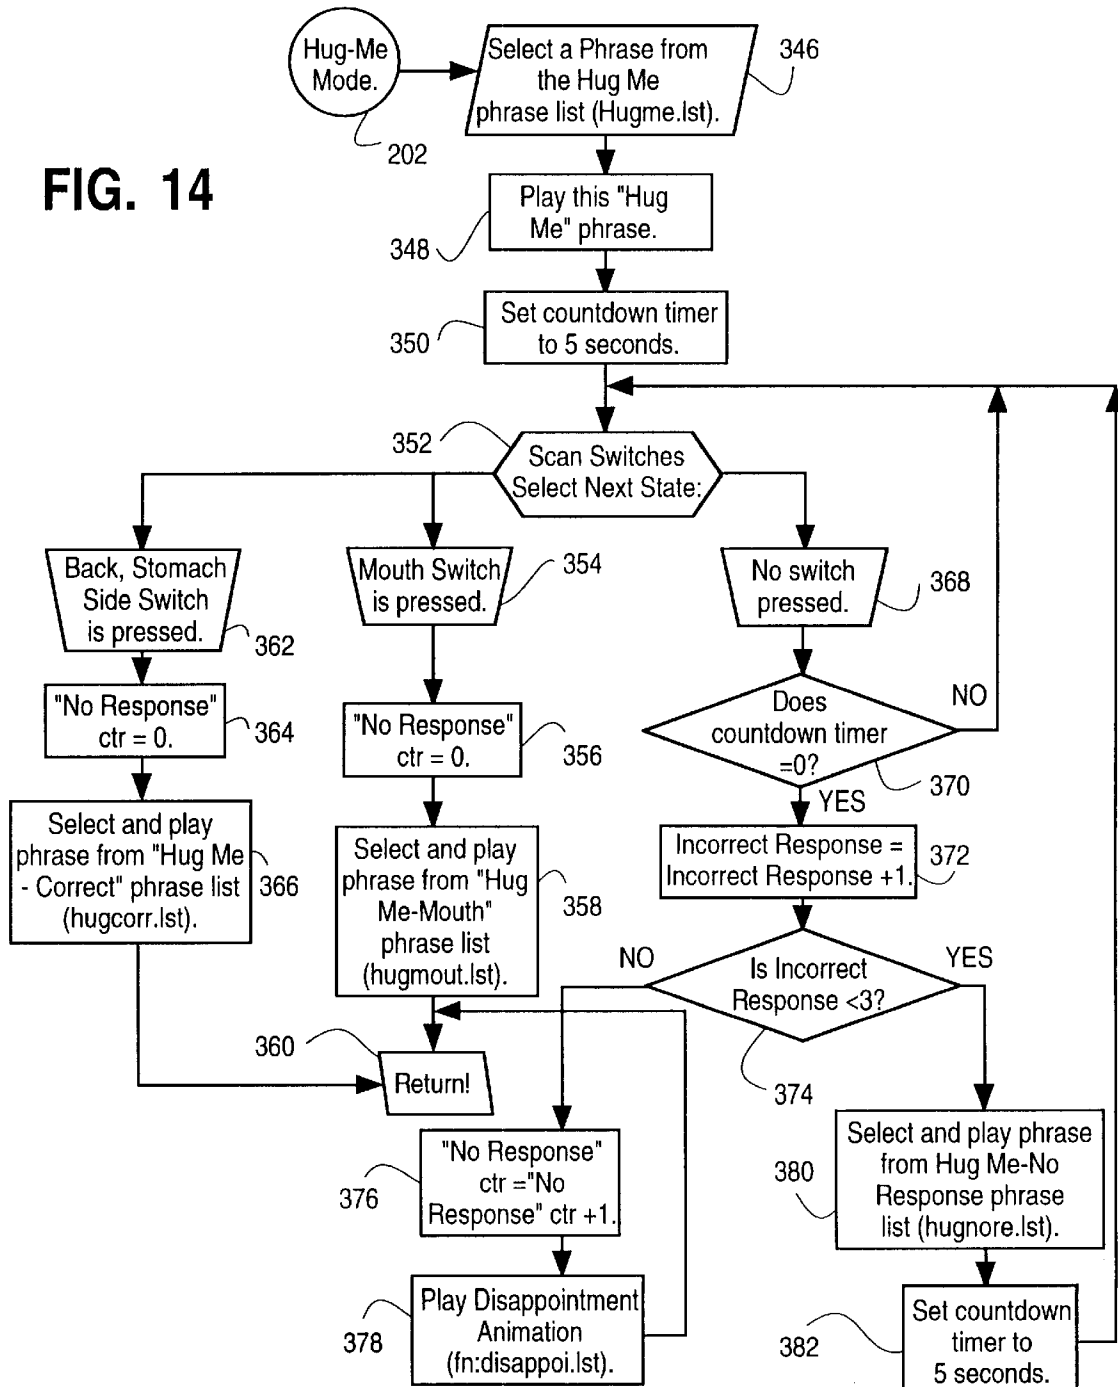 Hug-Me
Mode.
202
FIG. 14
Select a Phrase from
the Hug Me
phrase list (Hugme.lst).
346
Play this "Hug
Me" phrase.
348
Set countdown timer
to 5 seconds.
350
352
Scan Switches
Select Next State:
Back, Stomach
Side Switch
is pressed.
362
Mouth Switch
is pressed.
354
No switch
pressed.
368
"No Response"
ctr = 0.
364
"No Response"
ctr = 0.
356
Does
countdown timer
=0?
NO
370
YES
Select and play
phrase from "Hug Me
- Correct" phrase list
(hugcorr.lst).
366
Select and play
phrase from "Hug
Me-Mouth"
phrase list
(hugmout.lst).
358
Incorrect Response =
Incorrect Response +1.
372
NO
Is Incorrect
Response <3?
YES
374
360
Return!
"No Response"
ctr ="No
Response" ctr +1.
376
Select and play phrase
from Hug Me-No
Response phrase
list (hugnore.lst).
380
Play Disappointment
Animation
(fn:disappoi.lst).
378
Set countdown
timer to
5 seconds.
382